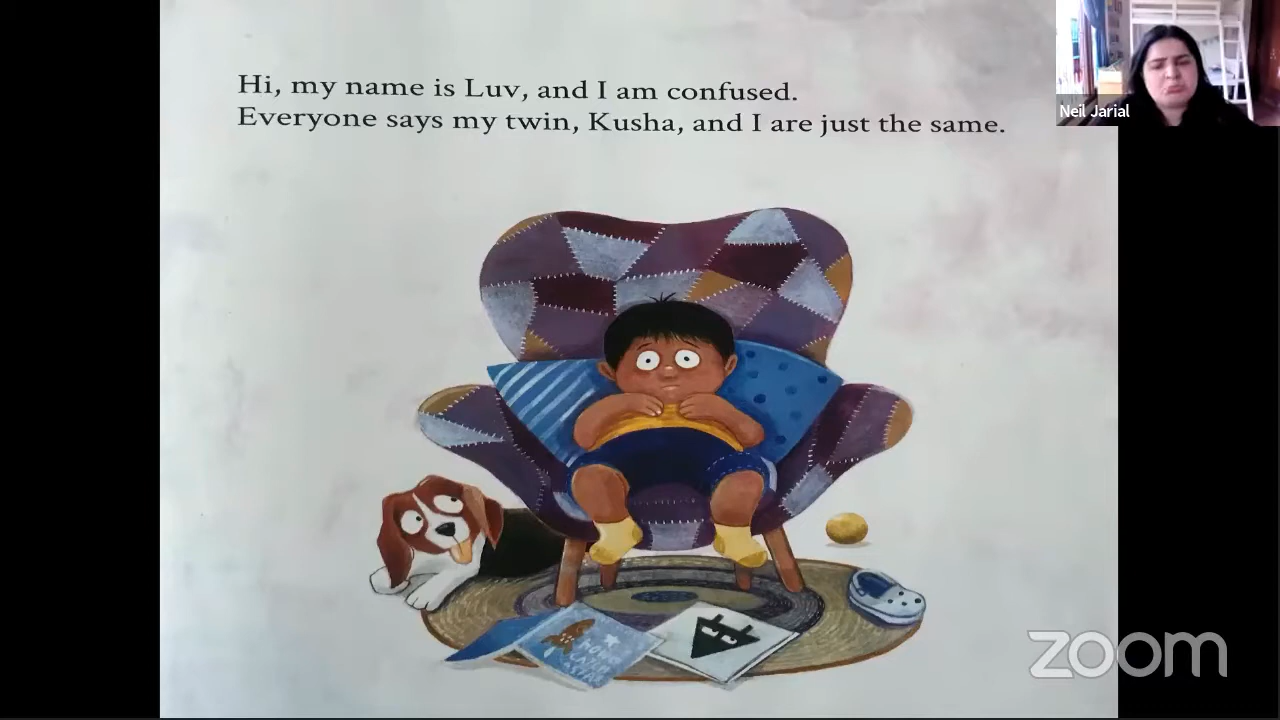 Hi, my name is Luv, and I am confused.
Everyone says my twin, Kusha, and I are just the same.
Neil Jarial
zoom